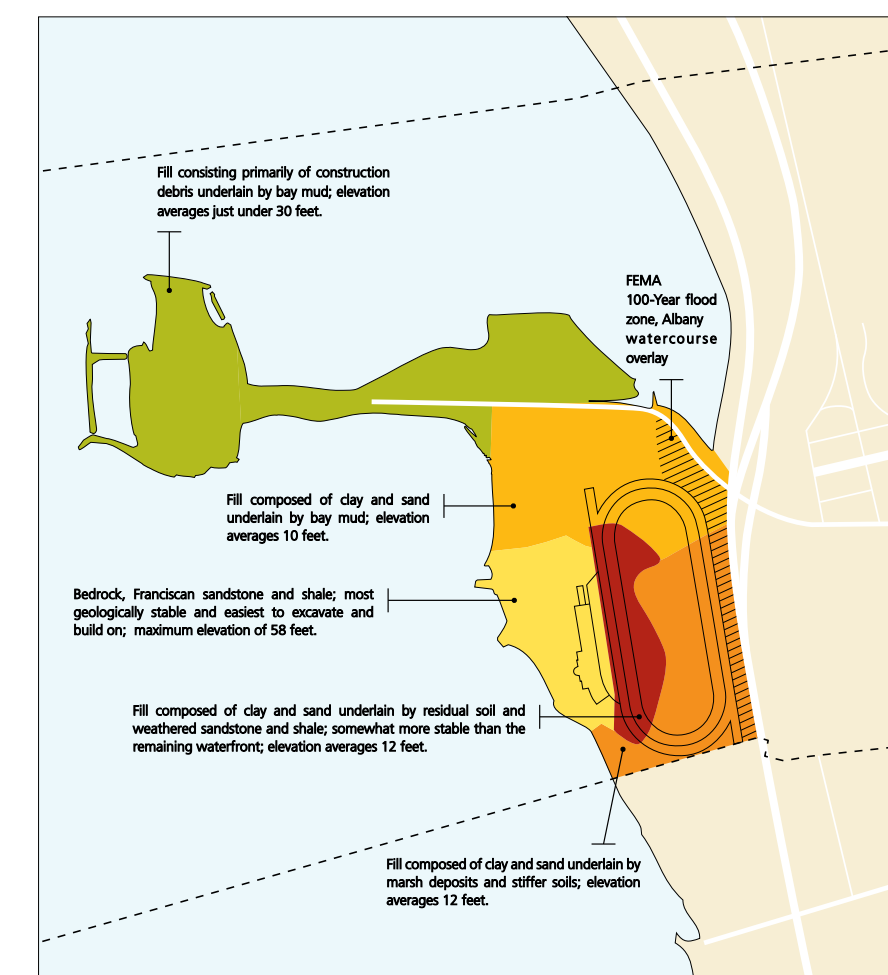 Fill consisting primarily of construction
debris underlain by bay mud; elevation
averages just under 30 feet.
FEMA
100-Year flood
zone, Albany
watercourse
overlay
Fill composed of clay and sand
underlain by bay mud; elevation
averages 10 feet.
Bedrock, Franciscan sandstone and shale; most
geologically stable and easiest to excavate and
build on; maximum elevation of 58 feet.
Fill composed of clay and sand underlain by residual soil and
weathered sandstone and shale; somewhat more stable than the
remaining waterfront; elevation averages 12 feet.
Fill composed of clay and sand underlain by
marsh deposits and stiffer soils; elevation
averages 12 feet.